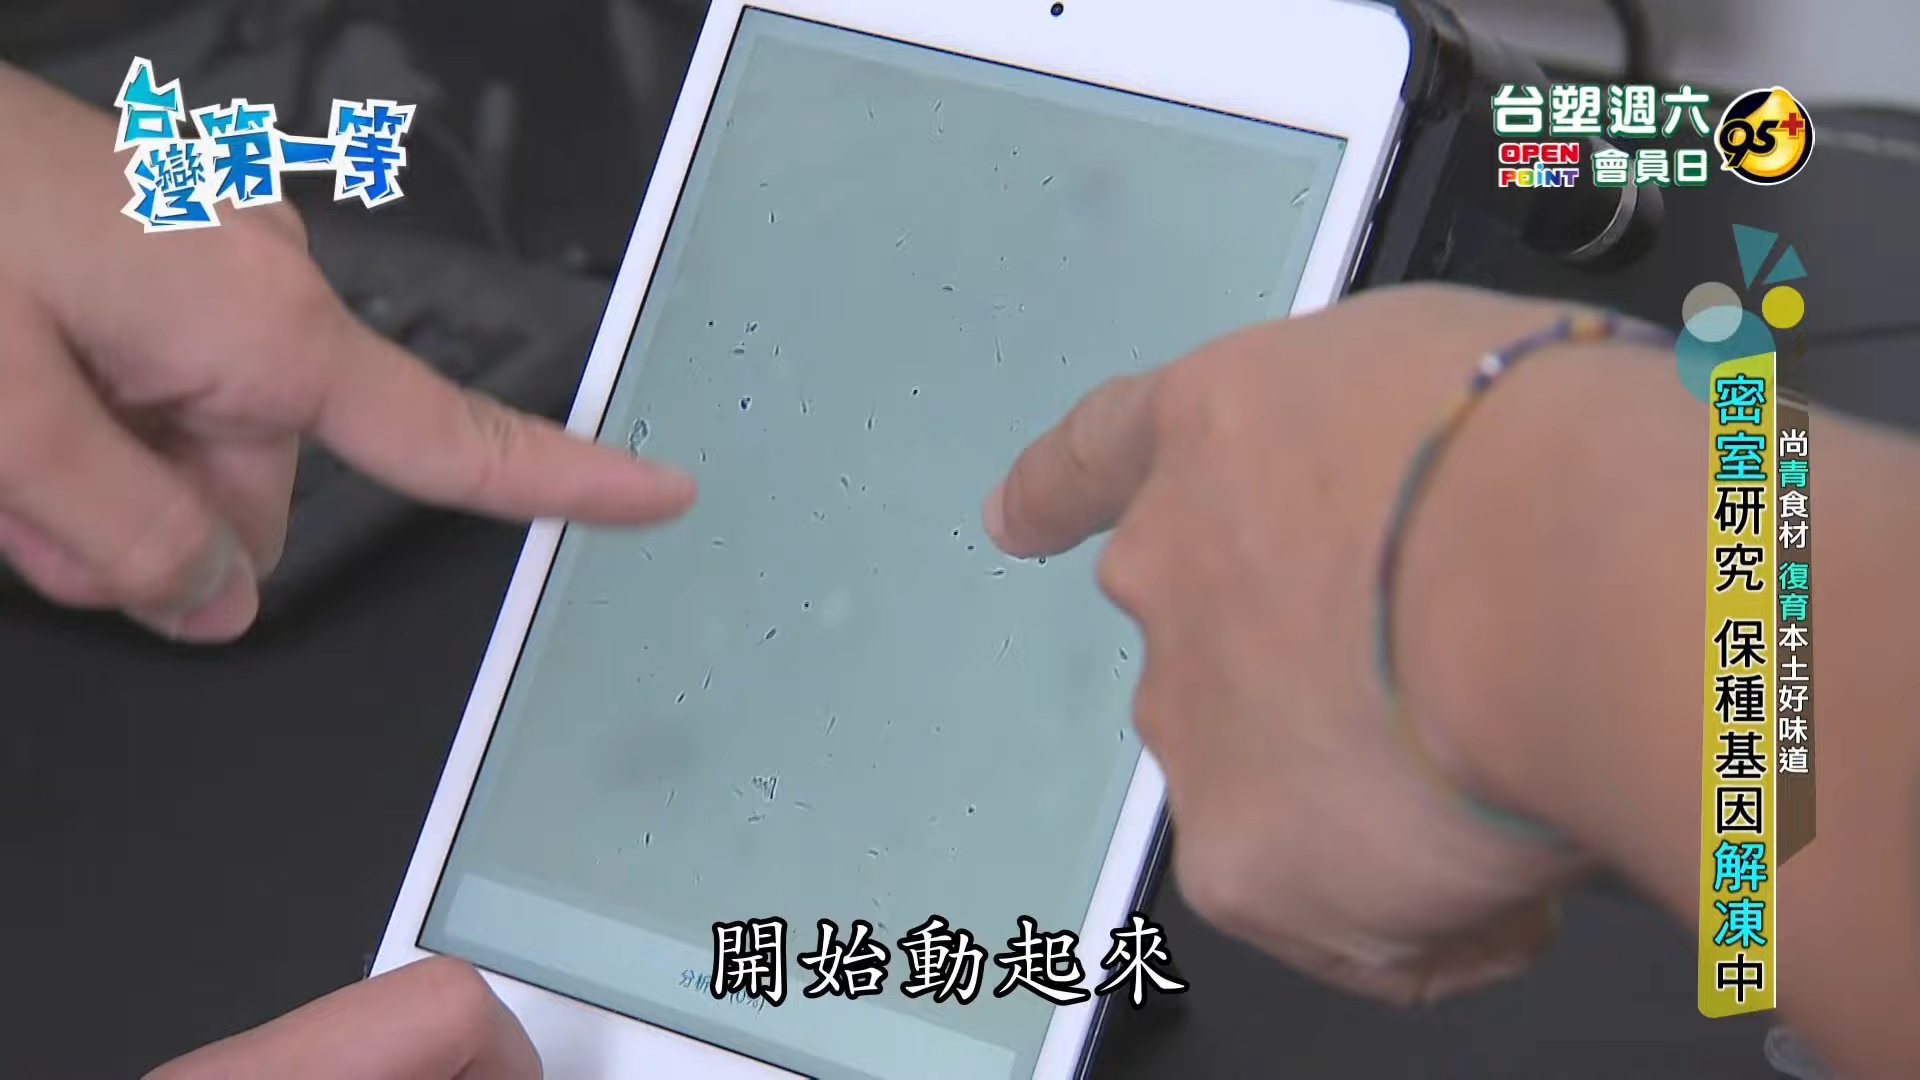 台灣第一等
台塑週六
OPEN POINT 會員日
95+
密室研究 保種基因解凍中
尚青食材 復育本土好味道
開始動起來